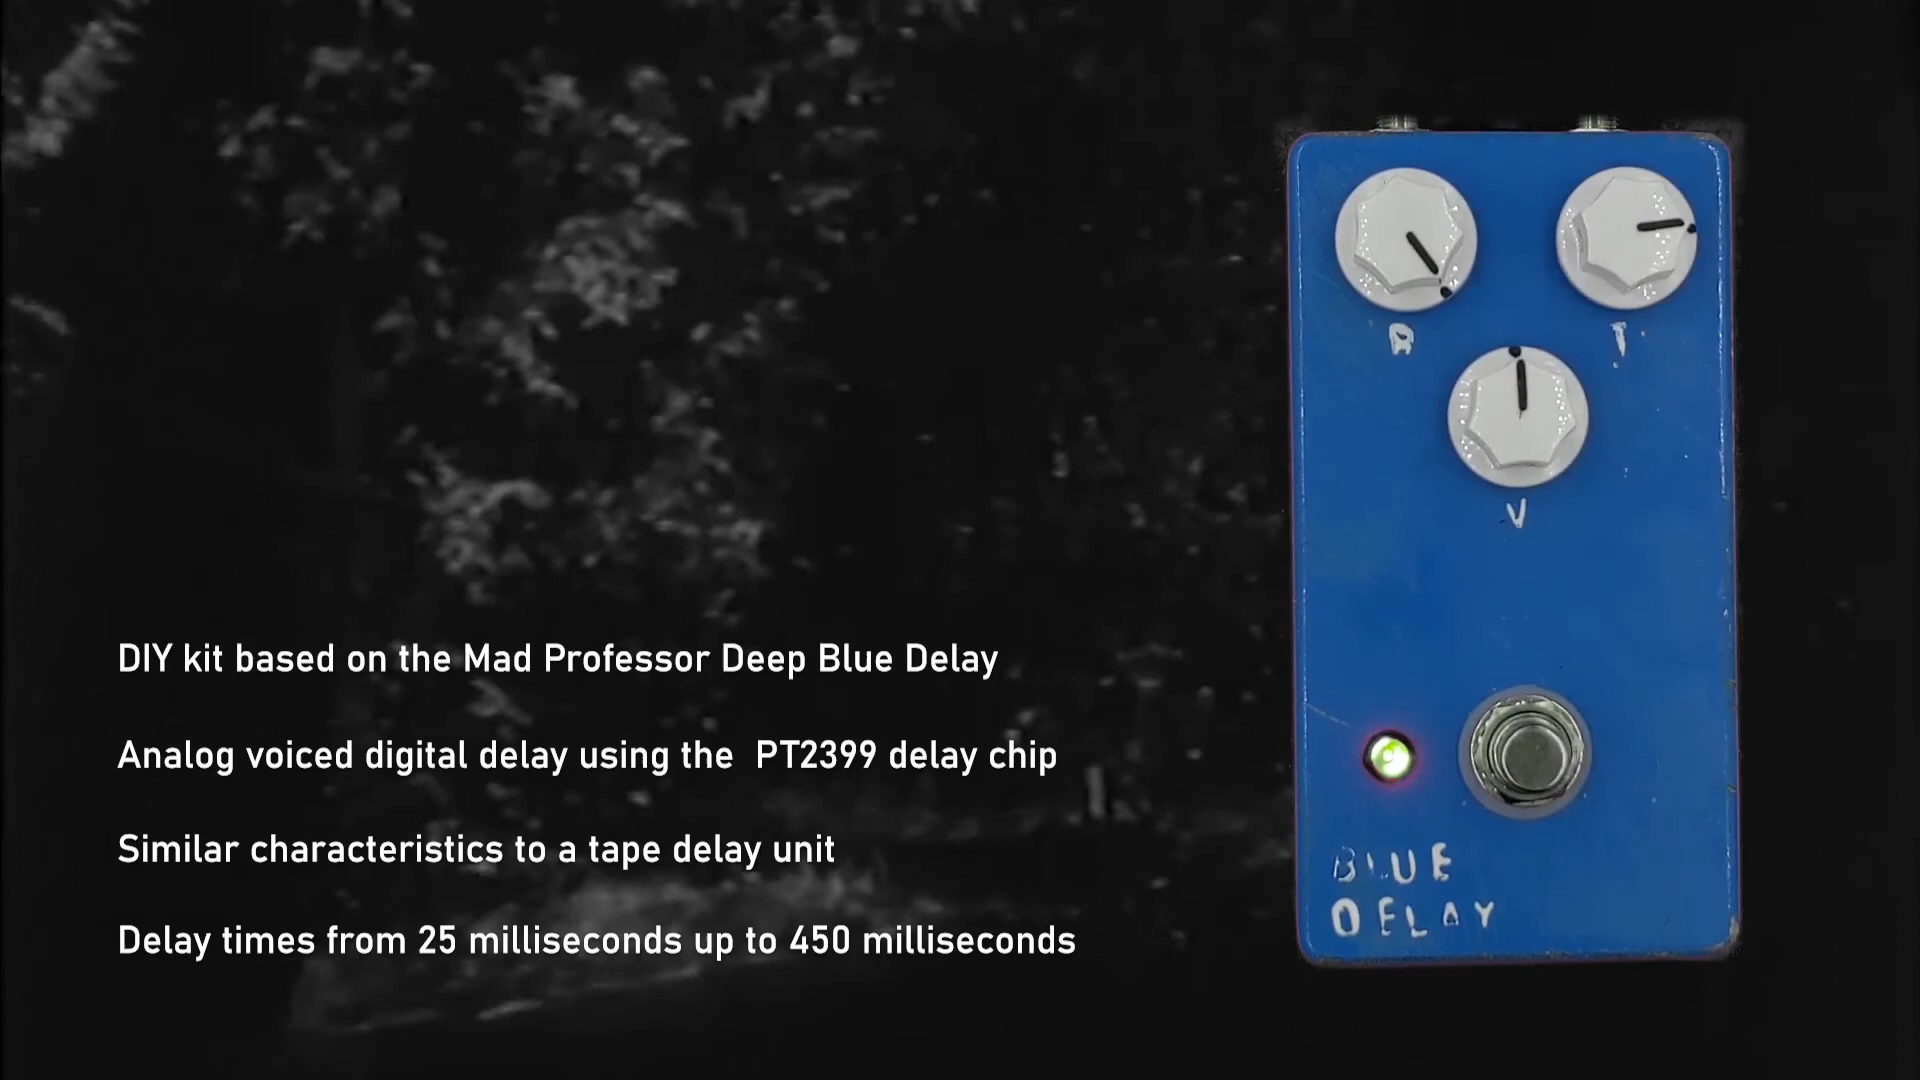 R T
V
BLUE
DELAY
DIY kit based on the Mad Professor Deep Blue Delay
Analog voiced digital delay using the  PT2399 delay chip
Similar characteristics to a tape delay unit
Delay times from 25 milliseconds up to 450 milliseconds